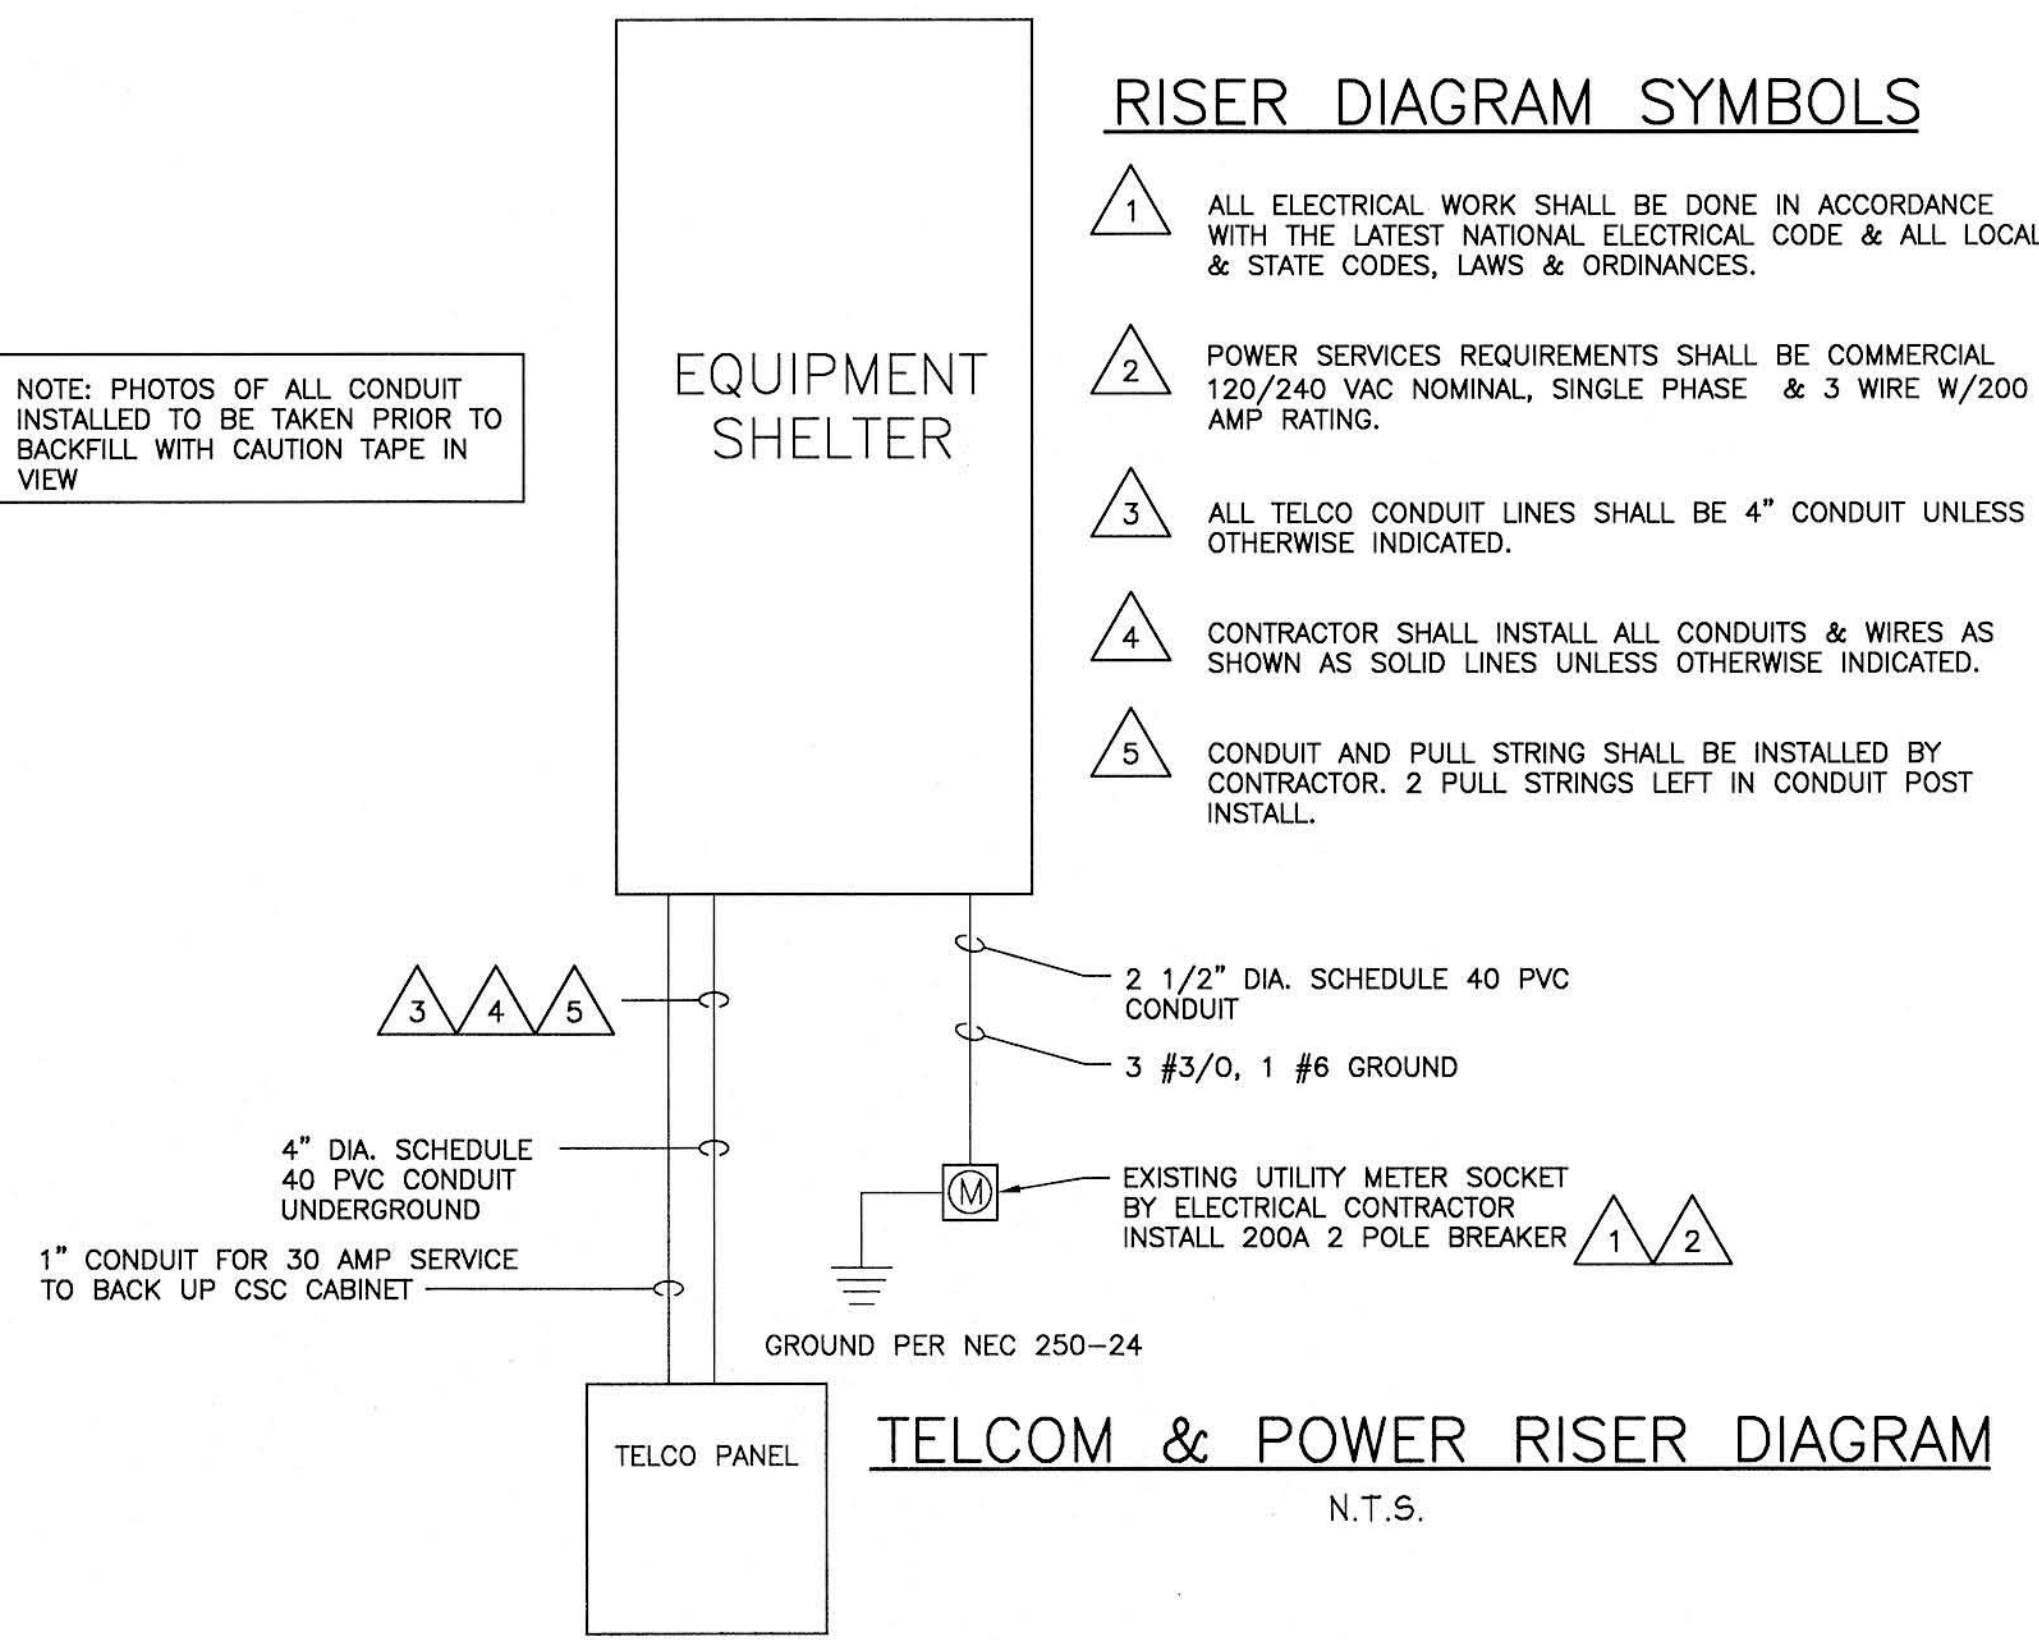 RISER DIAGRAM SYMBOLS
1
ALL ELECTRICAL WORK SHALL BE DONE IN ACCORDANCE
WITH THE LATEST NATIONAL ELECTRICAL CODE & ALL LOCAL
& STATE CODES, LAWS & ORDINANCES.
2
POWER SERVICES REQUIREMENTS SHALL BE COMMERCIAL
120/240 VAC NOMINAL, SINGLE PHASE & 3 WIRE W/200
AMP RATING.
3
ALL TELCO CONDUIT LINES SHALL BE 4" CONDUIT UNLESS
OTHERWISE INDICATED.
4
CONTRACTOR SHALL INSTALL ALL CONDUITS & WIRES AS
SHOWN AS SOLID LINES UNLESS OTHERWISE INDICATED.
5
CONDUIT AND PULL STRING SHALL BE INSTALLED BY
CONTRACTOR. 2 PULL STRINGS LEFT IN CONDUIT POST
INSTALL.
NOTE: PHOTOS OF ALL CONDUIT
INSTALLED TO BE TAKEN PRIOR TO
BACKFILL WITH CAUTION TAPE IN
VIEW
EQUIPMENT
SHELTER
3 4 5
2 1/2" DIA. SCHEDULE 40 PVC
CONDUIT
3 #3/0, 1 #6 GROUND
4" DIA. SCHEDULE
40 PVC CONDUIT
UNDERGROUND
1" CONDUIT FOR 30 AMP SERVICE
TO BACK UP CSC CABINET
M
EXISTING UTILITY METER SOCKET
BY ELECTRICAL CONTRACTOR
INSTALL 200A 2 POLE BREAKER
1 2
GROUND PER NEC 250-24
TELCO PANEL
TELCOM & POWER RISER DIAGRAM
N.T.S.